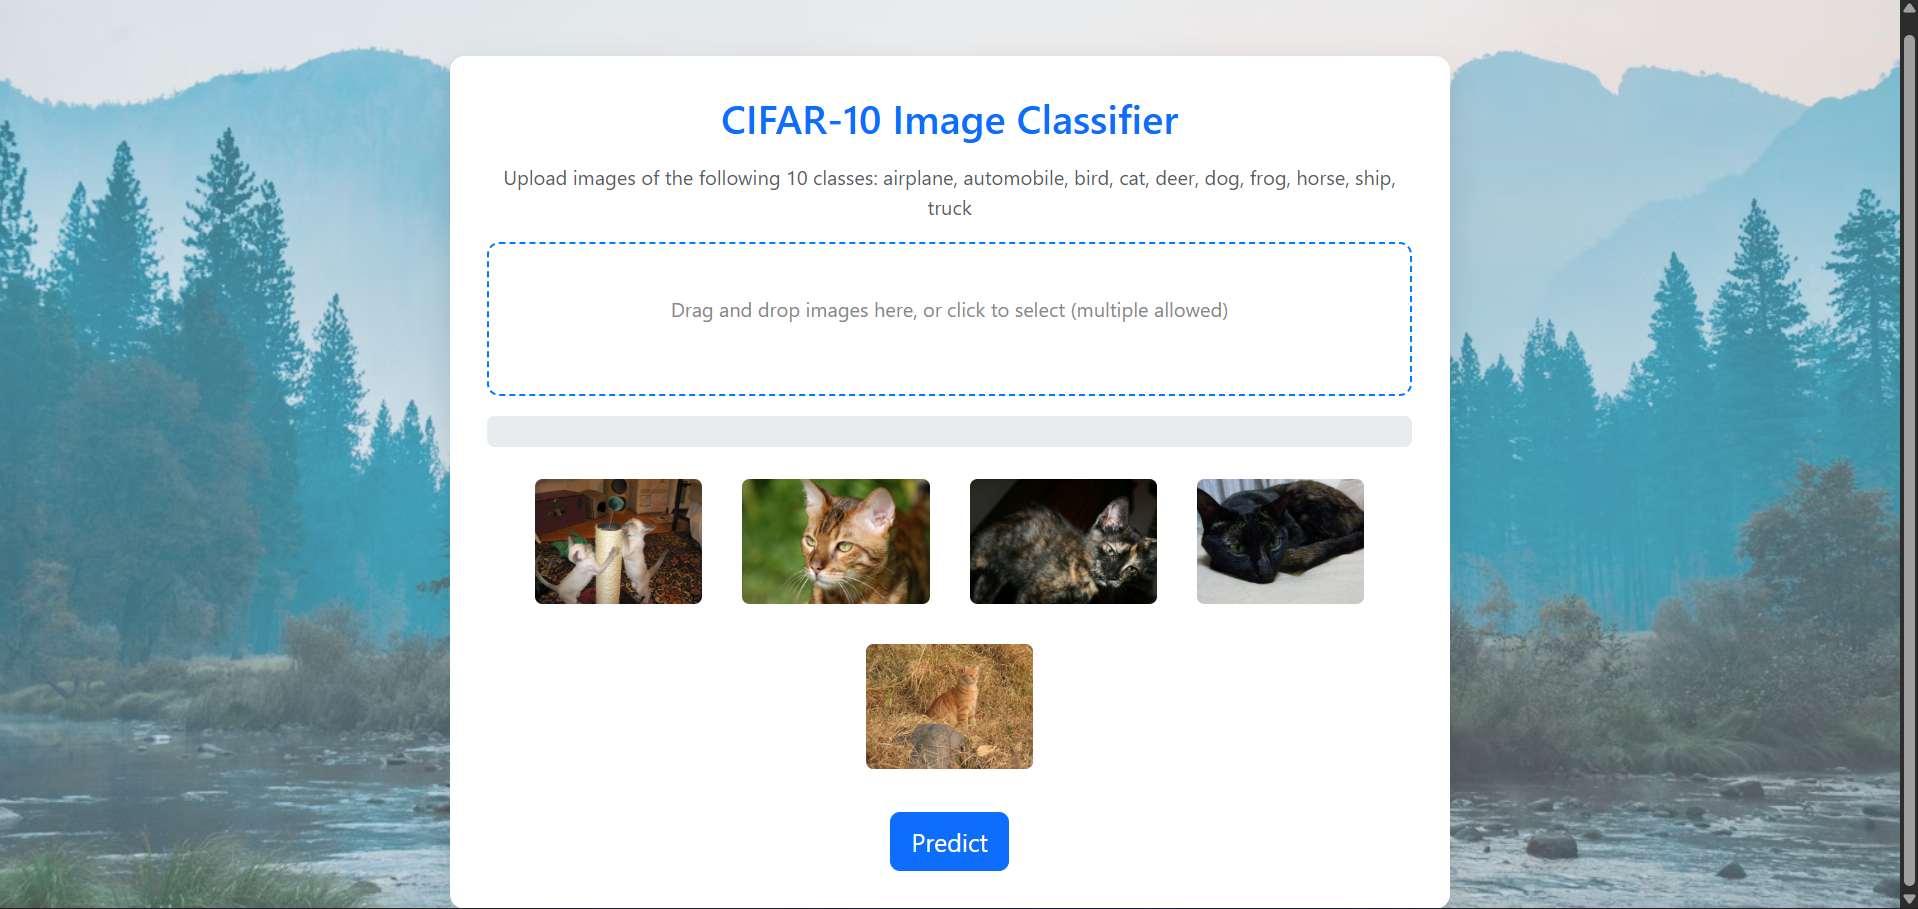 CIFAR-10 Image Classifier
Upload images of the following 10 classes: airplane, automobile, bird, cat, deer, dog, frog, horse, ship,
truck
Drag and drop images here, or click to select (multiple allowed)
Predict